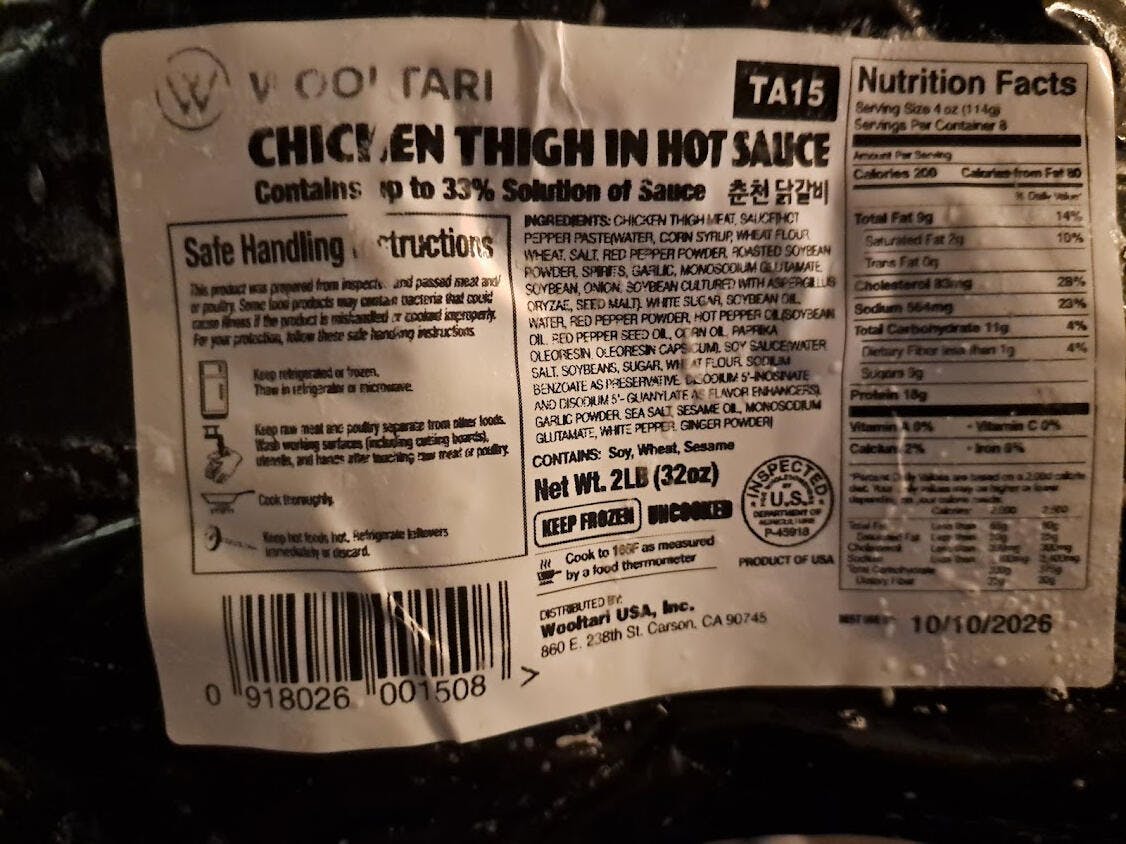 W
WOOLTARI
TA15
CHICKEN THIGH IN HOT SAUCE
Contains up to 33% Solution of Sauce 춘천 닭갈비
Safe Handling Instructions
This product was prepared from inspected and passed meat and/
or poultry. Some food products may contain bacteria that could
cause illness if the product is mishandled or cooked improperly.
For your protection, follow these safe handling instructions.
Keep refrigerated or frozen.
Thaw in refrigerator or microwave.
Keep raw meat and poultry separate from other foods.
Wash working surfaces (including cutting boards),
utensils, and hands after touching raw meat or poultry.
Cook thoroughly.
Keep hot foods hot. Refrigerate leftovers
immediately or discard.
0 918026 001508 >
INGREDIENTS: CHICKEN THIGH MEAT, SAUCE(HOT
PEPPER PASTE(WATER, CORN SYRUP, WHEAT FLOUR,
WHEAT, SALT, RED PEPPER POWDER, ROASTED SOYBEAN
POWDER, SPIRITS, GARLIC, MONOSODIUM GLUTAMATE,
SOYBEAN, ONION, SOYBEAN CULTURED WITH ASPERGILLUS
ORYZAE, SEED MALT), WHITE SUGAR, SOYBEAN OIL,
WATER, RED PEPPER POWDER, HOT PEPPER OIL(SOYBEAN
OIL, RED PEPPER SEED OIL, CORN OIL, PAPRIKA
OLEORESIN, OLEORESIN CAPSICUM), SOY SAUCE(WATER,
SALT, SOYBEANS, SUGAR, WHEAT FLOUR, SODIUM
BENZOATE AS PRESERVATIVE, DISODIUM 5'-INOSINATE
AND DISODIUM 5'-GUANYLATE AS FLAVOR ENHANCERS),
GARLIC POWDER, SEA SALT, SESAME OIL, MONOSODIUM
GLUTAMATE, WHITE PEPPER, GINGER POWDER)
CONTAINS: Soy, Wheat, Sesame
Net Wt. 2LB (32oz)
KEEP FROZEN UNCOOKED
Cook to 165F as measured
by a food thermometer
INSPECTED
U.S.
DEPARTMENT OF
AGRICULTURE
P-45918
PRODUCT OF USA
DISTRIBUTED BY:
Wooltari USA, Inc.
860 E. 238th St. Carson, CA 90745
Nutrition Facts
Serving Size 4 oz (114g)
Servings Per Container 8
Amount Per Serving
Calories 200 Calories from Fat 80
% Daily Value*
Total Fat 9g 14%
Saturated Fat 2g 10%
Trans Fat 0g
Cholesterol 83mg 28%
Sodium 564mg 23%
Total Carbohydrate 11g 4%
Dietary Fiber less than 1g 4%
Sugars 9g
Protein 18g
Vitamin A 0% • Vitamin C 0%
Calcium 2% • Iron 6%
10/10/2026